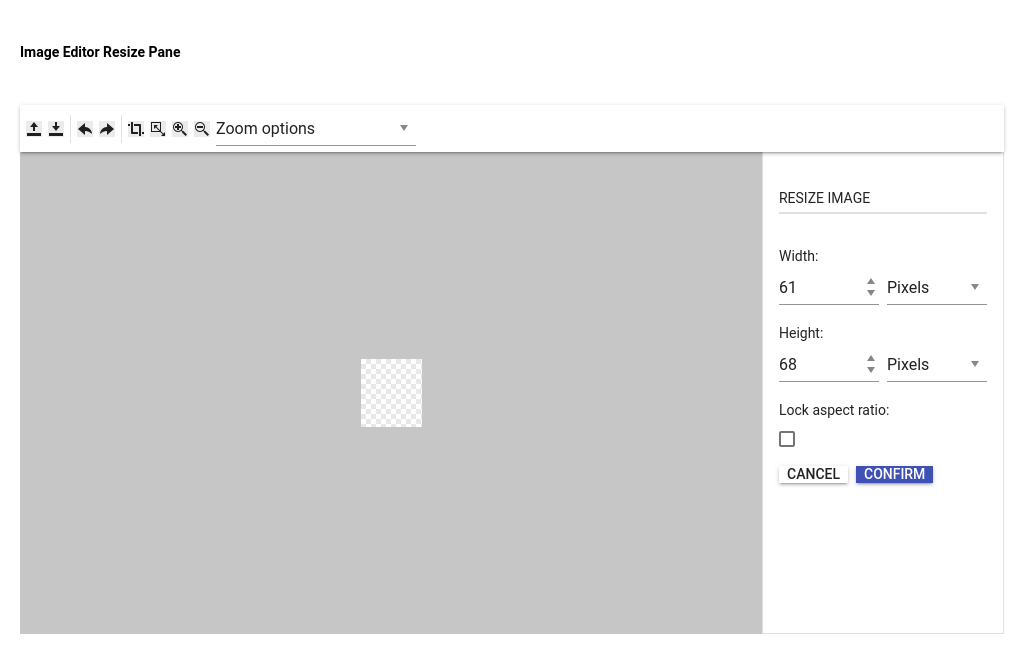 Image Editor Resize Pane
Zoom options
RESIZE IMAGE
Width:
61 Pixels
Height:
68 Pixels
Lock aspect ratio:
CANCEL CONFIRM